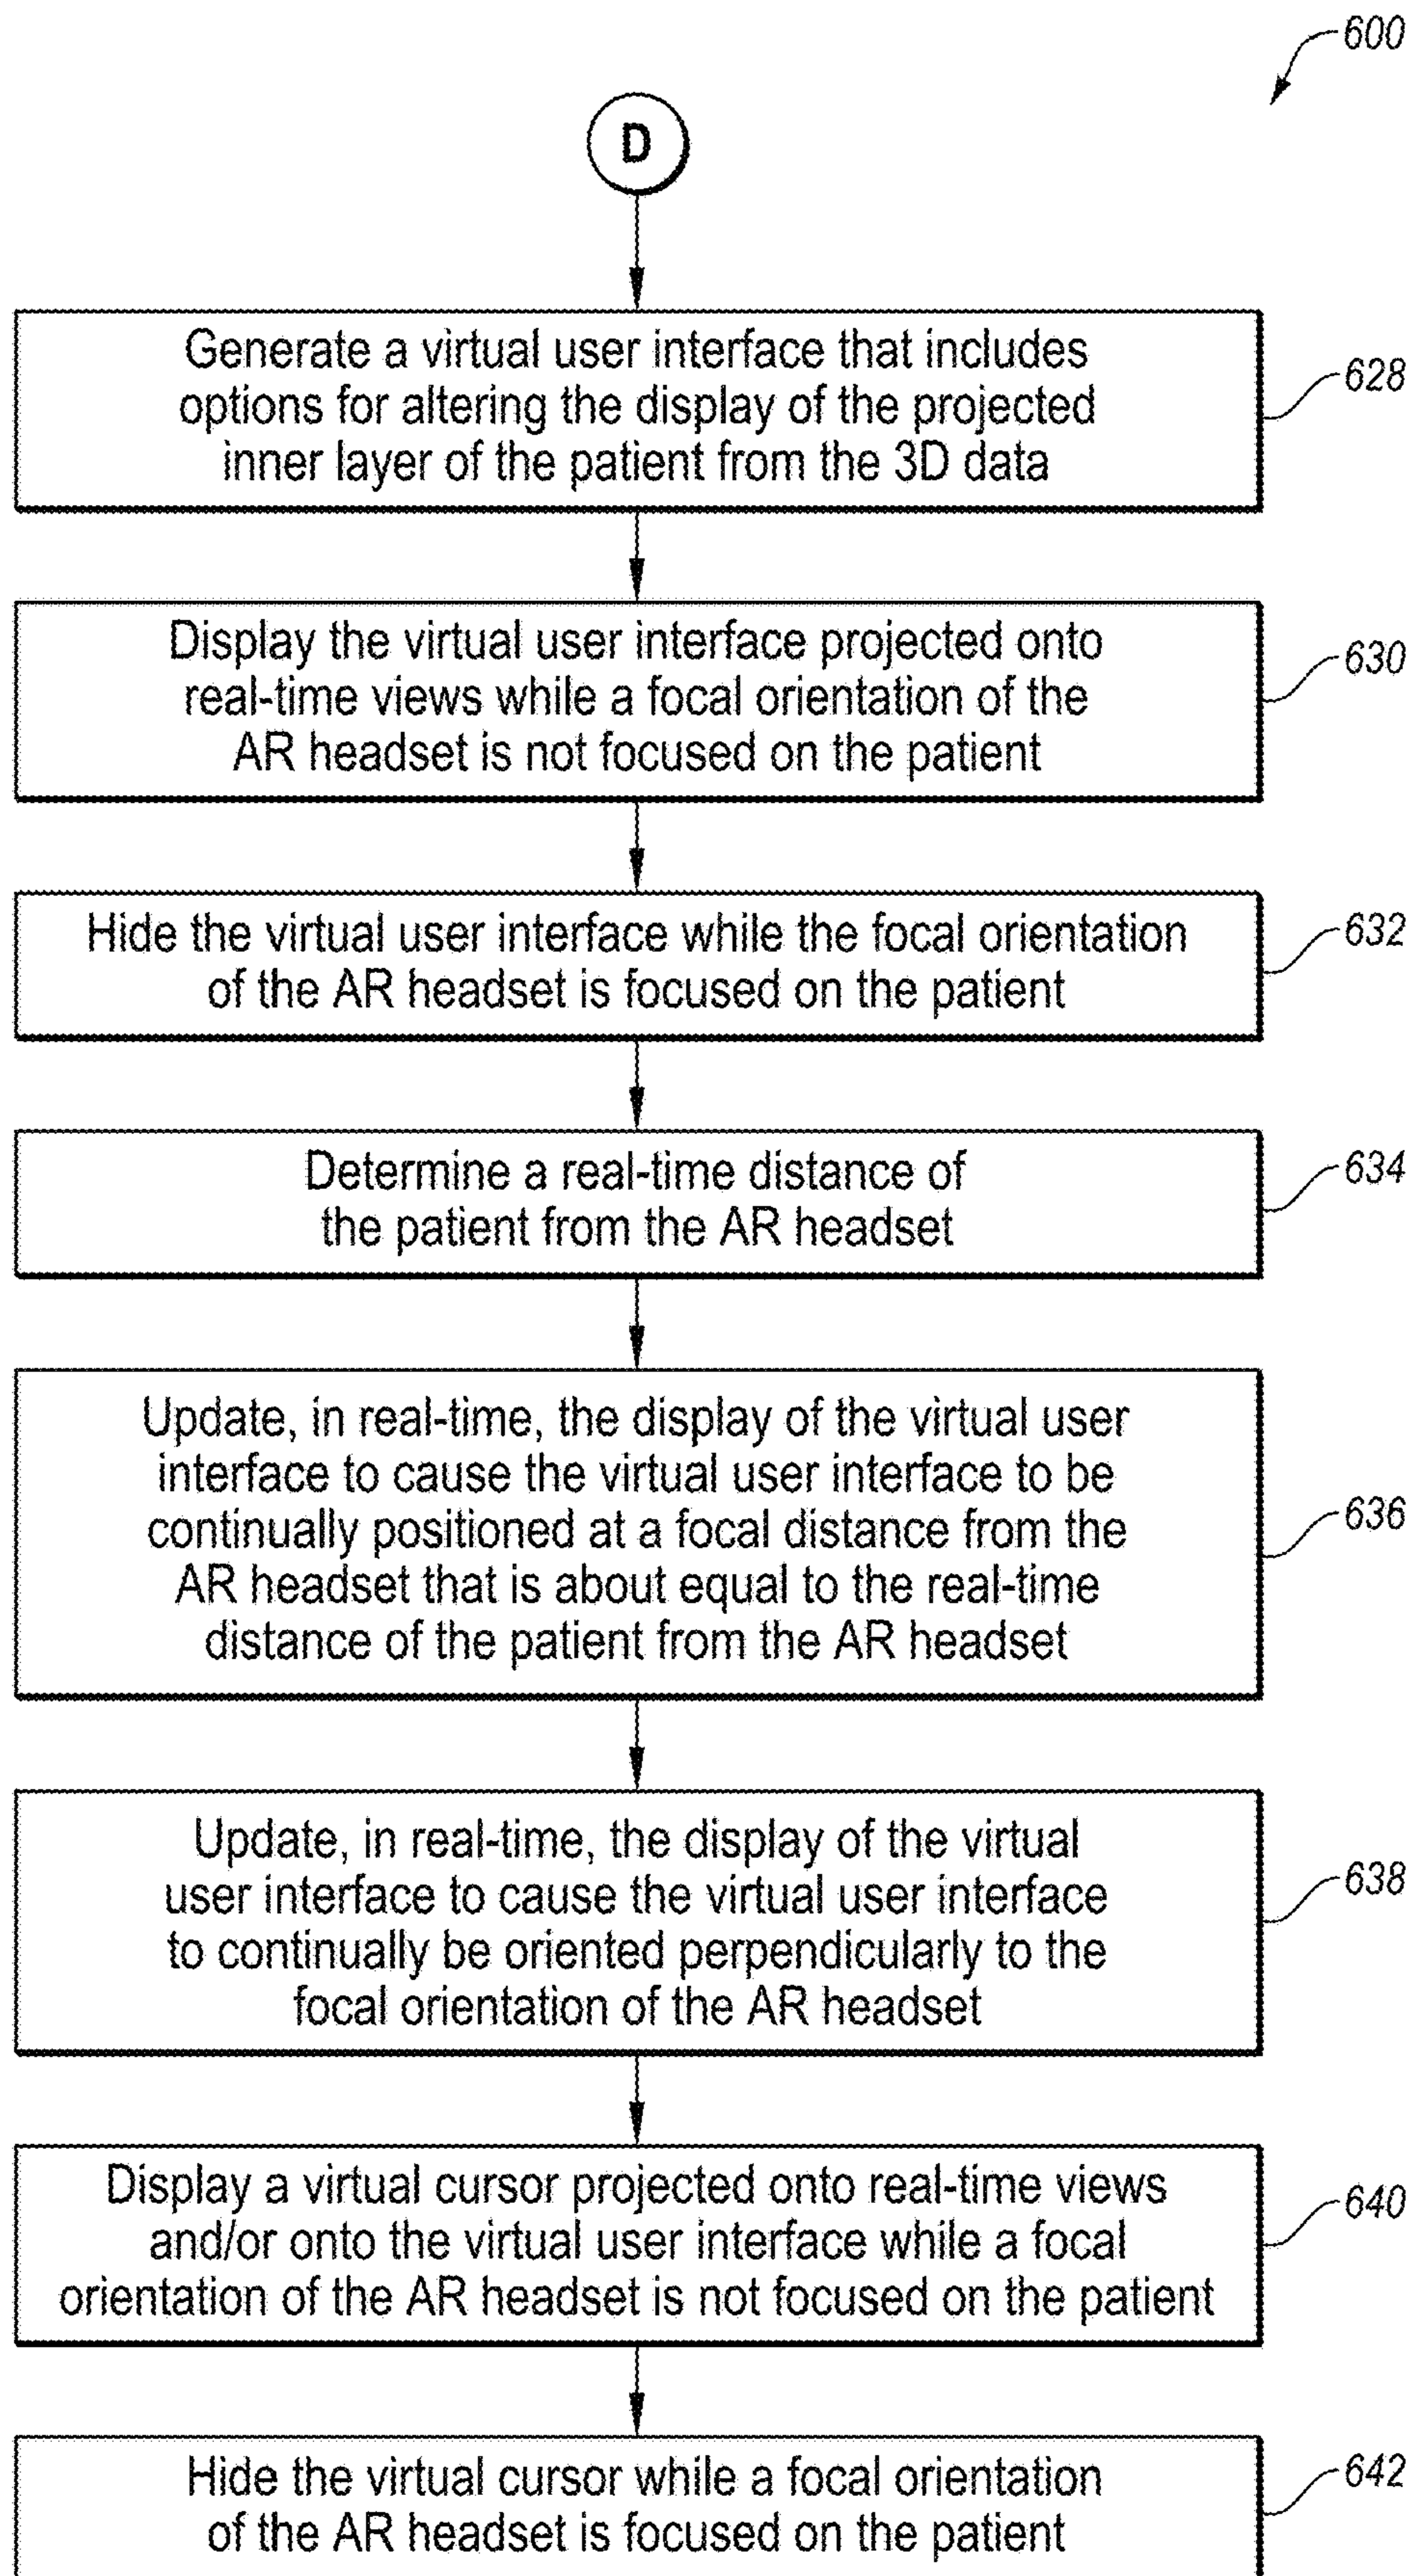 600
D
Generate a virtual user interface that includes
options for altering the display of the projected
inner layer of the patient from the 3D data
628
Display the virtual user interface projected onto
real-time views while a focal orientation of the
AR headset is not focused on the patient
630
Hide the virtual user interface while the focal orientation
of the AR headset is focused on the patient
632
Determine a real-time distance of
the patient from the AR headset
634
Update, in real-time, the display of the virtual user
interface to cause the virtual user interface to be
continually positioned at a focal distance from the
AR headset that is about equal to the real-time
distance of the patient from the AR headset
636
Update, in real-time, the display of the virtual
user interface to cause the virtual user interface
to continually be oriented perpendicularly to the
focal orientation of the AR headset
638
Display a virtual cursor projected onto real-time views
and/or onto the virtual user interface while a focal
orientation of the AR headset is not focused on the patient
640
Hide the virtual cursor while a focal orientation
of the AR headset is focused on the patient
642